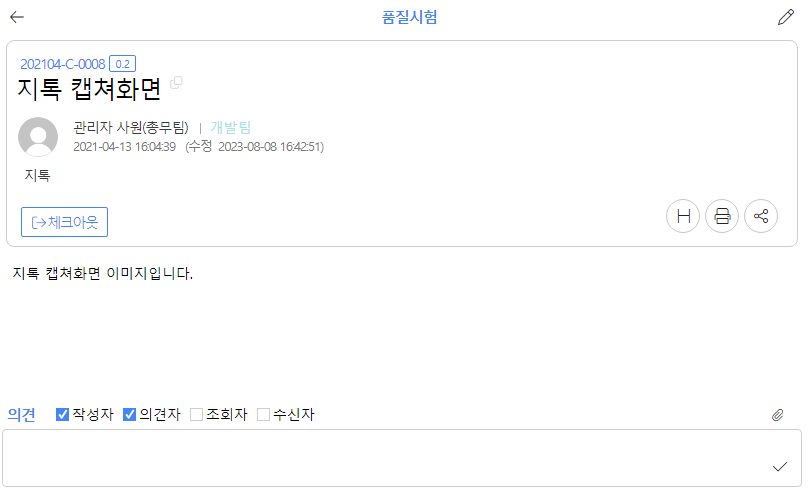 품질시험
202104-C-0008 0.2
지톡 캡쳐화면
관리자 사원(총무팀) | 개발팀
2021-04-13 16:04:39 (수정 2023-08-08 16:42:51)
지톡
체크아웃
H
지톡 캡쳐화면 이미지입니다.
의견 작성자 의견자 조회자 수신자